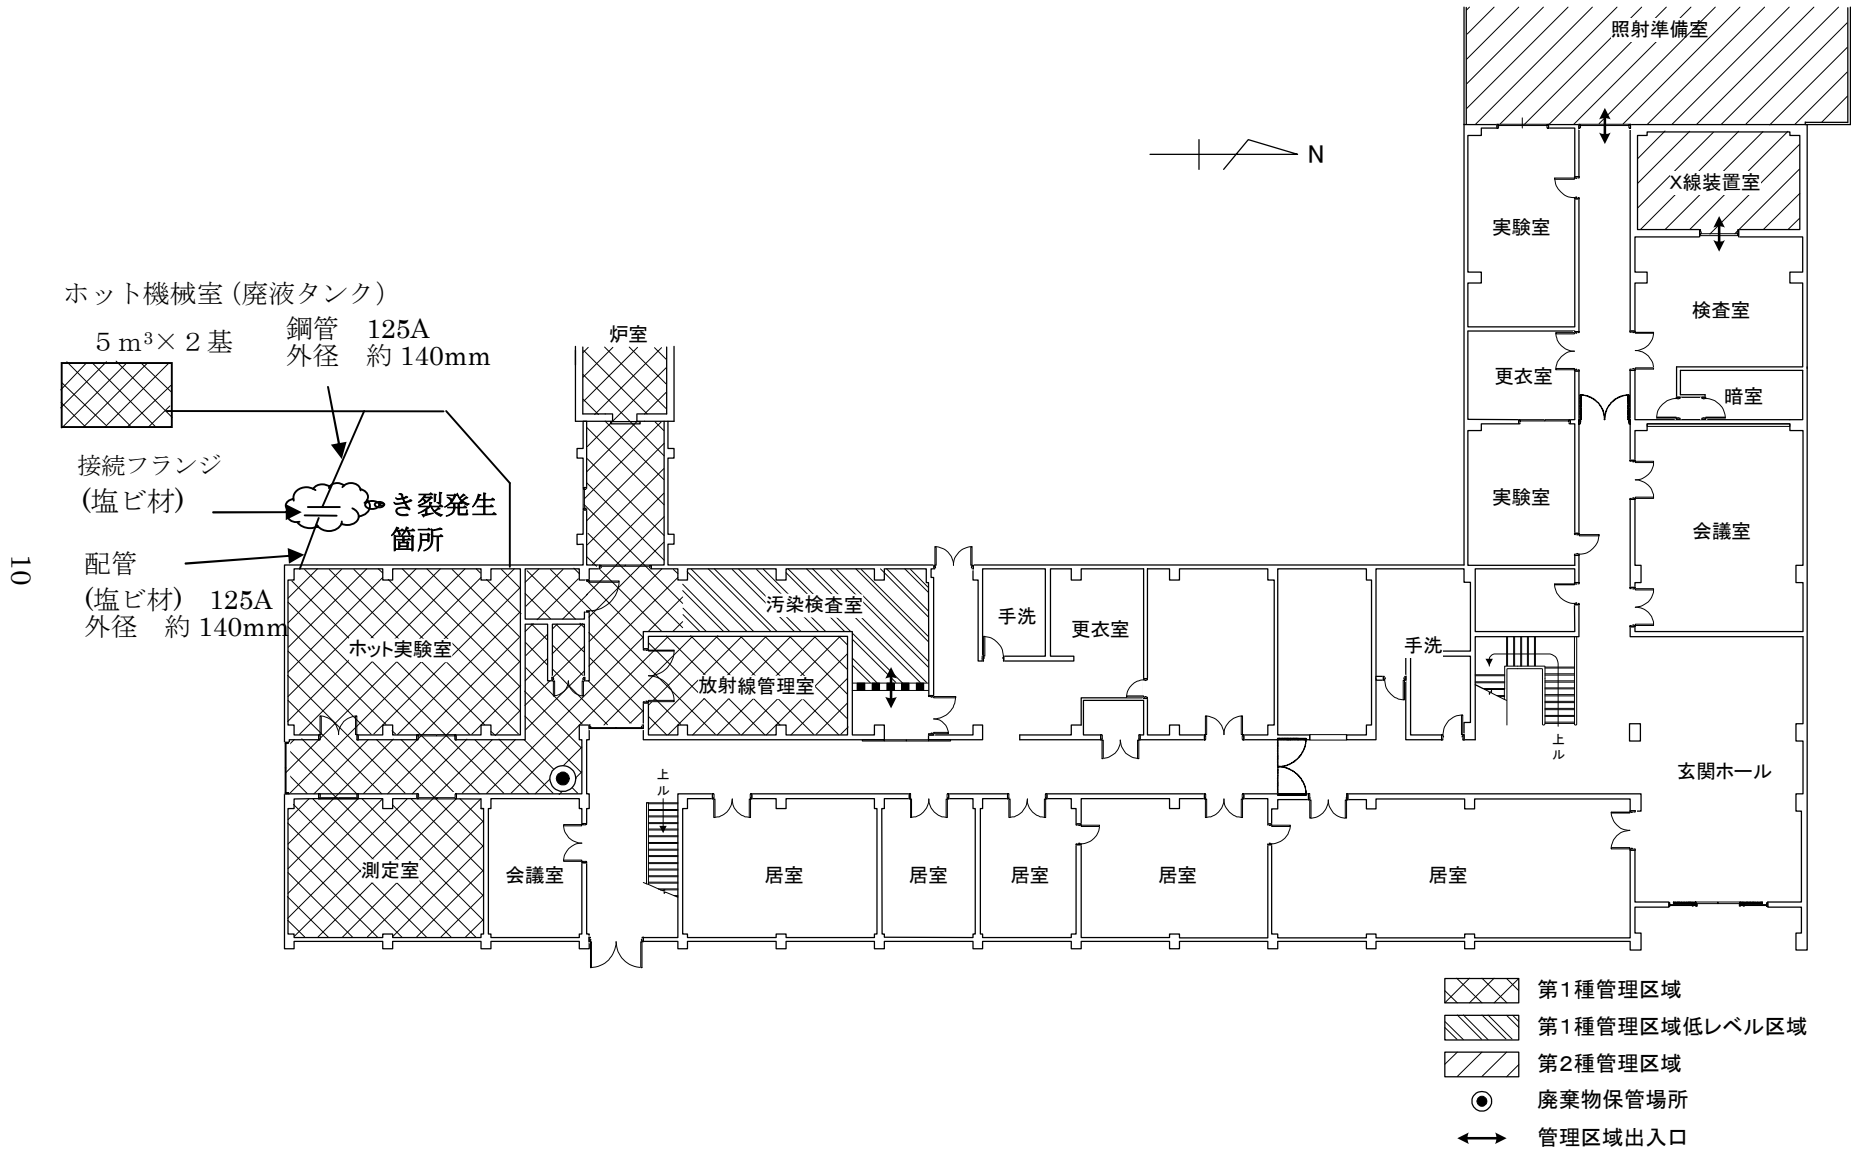 照射準備室
N
X線装置室
実験室
ホット機械室 (廃液タンク)
5 m³× 2 基
鋼管 125A
外径 約 140mm
炉室
検査室
更衣室
暗室
接続フランジ
(塩ビ材)
き裂発生
箇所
実験室
会議室
配管
(塩ビ材) 125A
外径 約 140mm
10
汚染検査室
手洗
更衣室
手洗
ホット実験室
放射線管理室
上ル
玄関ホール
上ル
測定室
会議室
居室
居室
居室
居室
居室
第1種管理区域
第1種管理区域低レベル区域
第2種管理区域
廃棄物保管場所
管理区域出入口